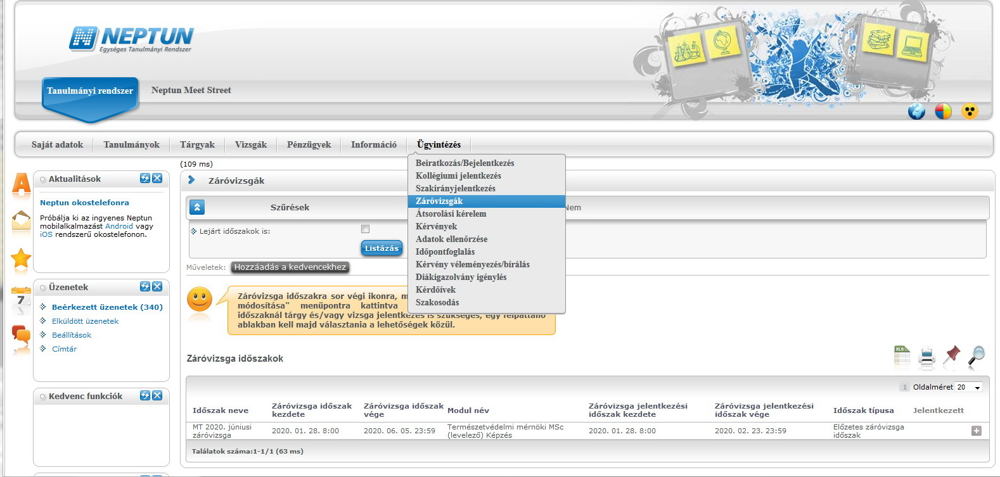 NEPTUN
Egységes Tanulmányi Rendszer
Tanulmányi rendszer
Neptun Meet Street
Saját adatok
Tanulmányok
Tárgyak
Vizsgák
Pénzügyek
Információ
Ügyintézés
Beiratkozás/Bejelentkezés
Kollégiumi jelentkezés
Szakirányjelentkezés
Záróvizsgák
Átsorolási kérelem
Kérvények
Adatok ellenőrzése
Időpontfoglalás
Kérvény véleményezés/bírálás
Diákigazolvány igénylés
Kérdőívek
Szakosodás
Aktualitások
Neptun okostelefonra
Próbálja ki az ingyenes Neptun
mobilalkalmazást Android vagy
iOS rendszerű okostelefonon.
7
Üzenetek
Beérkezett üzenetek (340)
Elküldött üzenetek
Beállítások
Címtár
Kedvenc funkciók
(109 ms)
Záróvizsgák
Szűrések
Nem
Lejárt időszakok is:
Listázás
Műveletek:
Hozzáadás a kedvencekhez
Záróvizsga időszakra sor végi ikonra, m
módosítása" menüpontra kattintva
időszaknál tárgy és/vagy vizsga jelentkezés is szükséges, egy felpattanó
ablakban kell majd választania a lehetőségek közül.
Záróvizsga időszakok
XLS
1 Oldalméret 20
Időszak neve
Záróvizsga időszak
kezdete
Záróvizsga időszak
vége
Modul név
Záróvizsga jelentkezési
időszak kezdete
Záróvizsga jelentkezési
időszak vége
Időszak típusa
Jelentkezett
MT 2020. júniusi
záróvizsga
2020. 01. 28. 8:00
2020. 06. 05. 23:59
Természetvédelmi mérnöki MSc
(levelező) Képzés
2020. 01. 28. 8:00
2020. 02. 23. 23:59
Előzetes záróvizsga
időszak
Találatok száma:1-1/1 (63 ms)